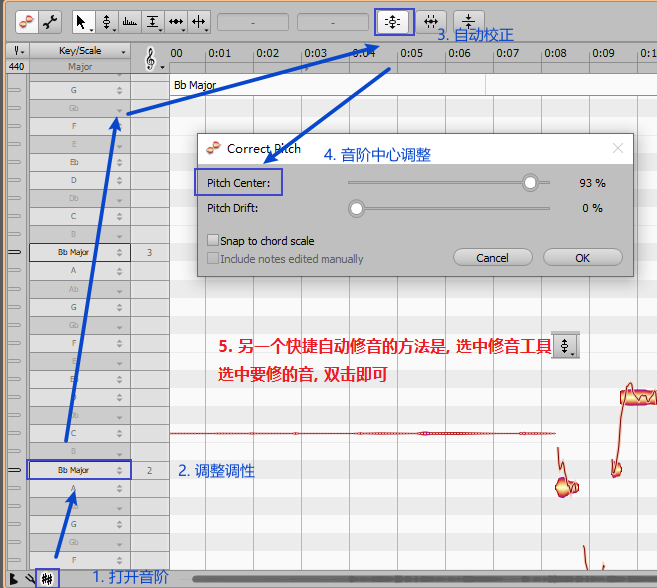 -
-
3. 自动校正
Key/Scale
00
0:01
0:02
0:03
0:04
0:05
0:06
0:07
0:08
0:09
0:1
440
Major
Bb Major
G
Gb
F
E
Eb
D
Db
C
B
Bb Major
3
A
Ab
G
Gb
F
E
Eb
D
Db
C
B
Bb Major
2
A
Ab
G
Gb
F
Correct Pitch
4. 音阶中心调整
Pitch Center:
93 %
Pitch Drift:
0 %
Snap to chord scale
Include notes edited manually
Cancel
OK
5. 另一个快捷自动修音的方法是, 选中修音工具
选中要修的音, 双击即可
2. 调整调性
1. 打开音阶